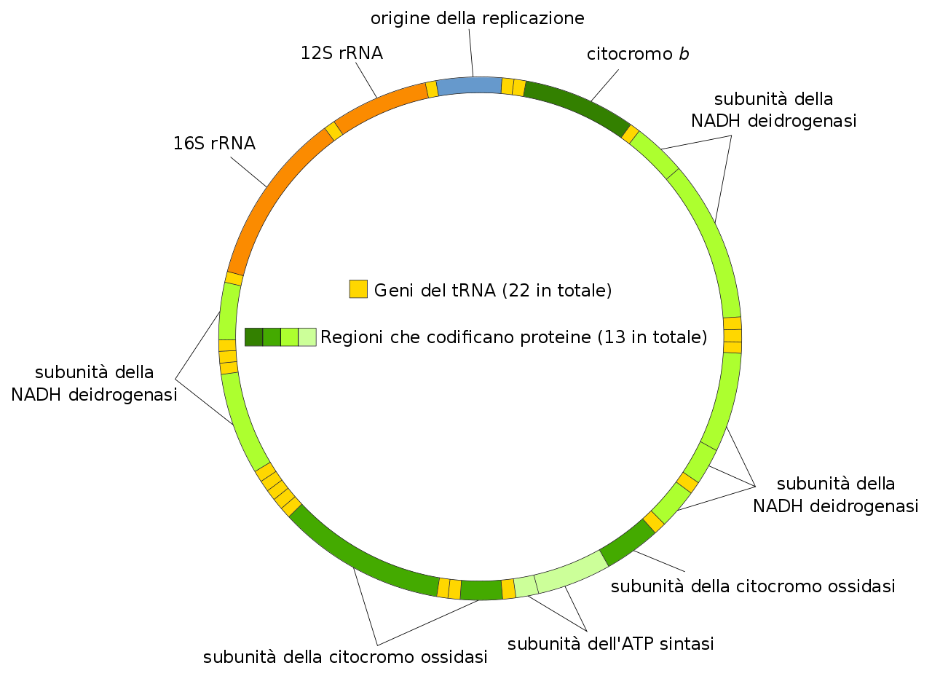 origine della replicazione
12S rRNA
citocromo b
subunità della
NADH deidrogenasi
16S rRNA
Geni del tRNA (22 in totale)
Regioni che codificano proteine (13 in totale)
subunità della
NADH deidrogenasi
subunità della
NADH deidrogenasi
subunità della citocromo ossidasi
subunità dell'ATP sintasi
subunità della citocromo ossidasi